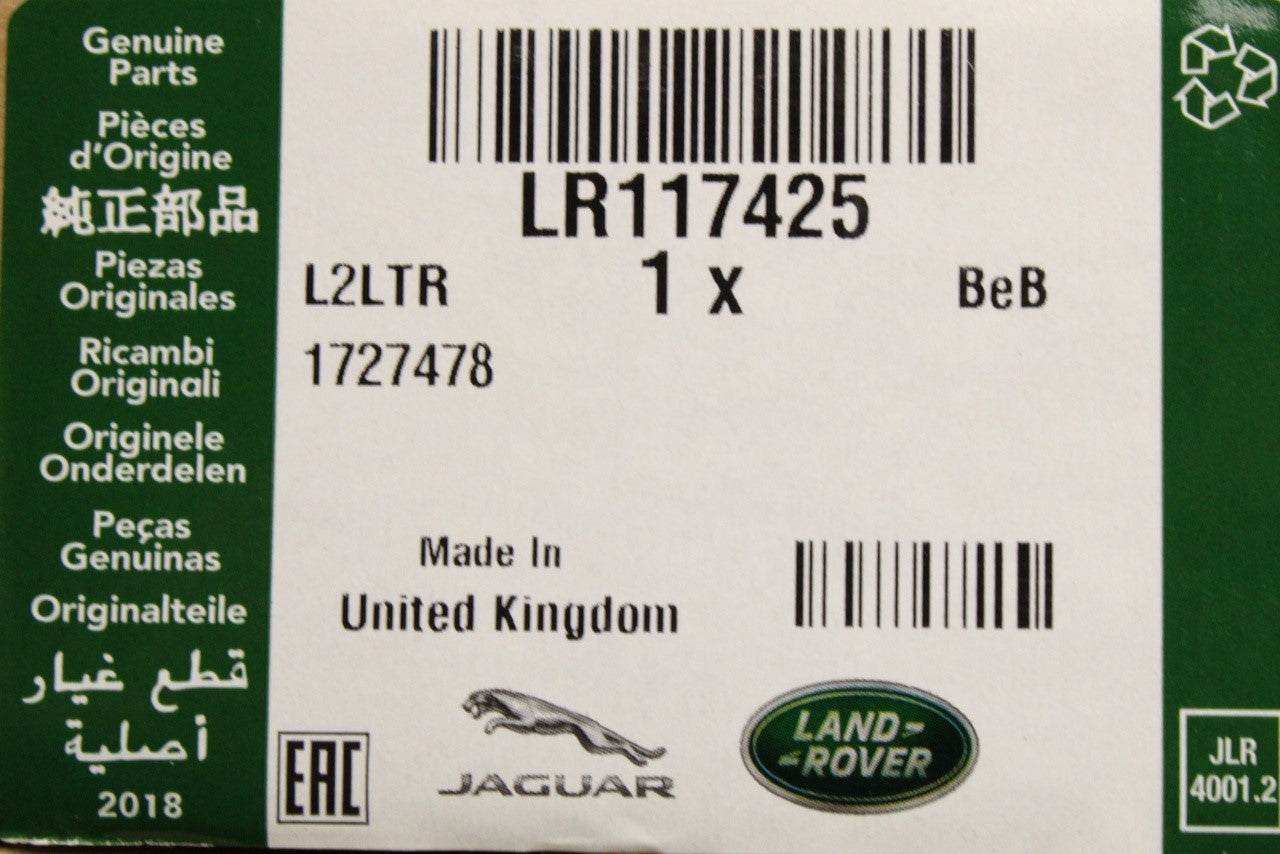 Genuine
Parts
Pièces
d'Origine
純正部品
Piezas
Originales
Ricambi
Originali
Originele
Onderdelen
Peças
Genuinas
Originalteile
قطع غيار
أصلية
2018
LR117425
L2LTR 1 x BeB
1727478
Made In
United Kingdom
EAC
JAGUAR
LAND-
ROVER
JLR
4001.2